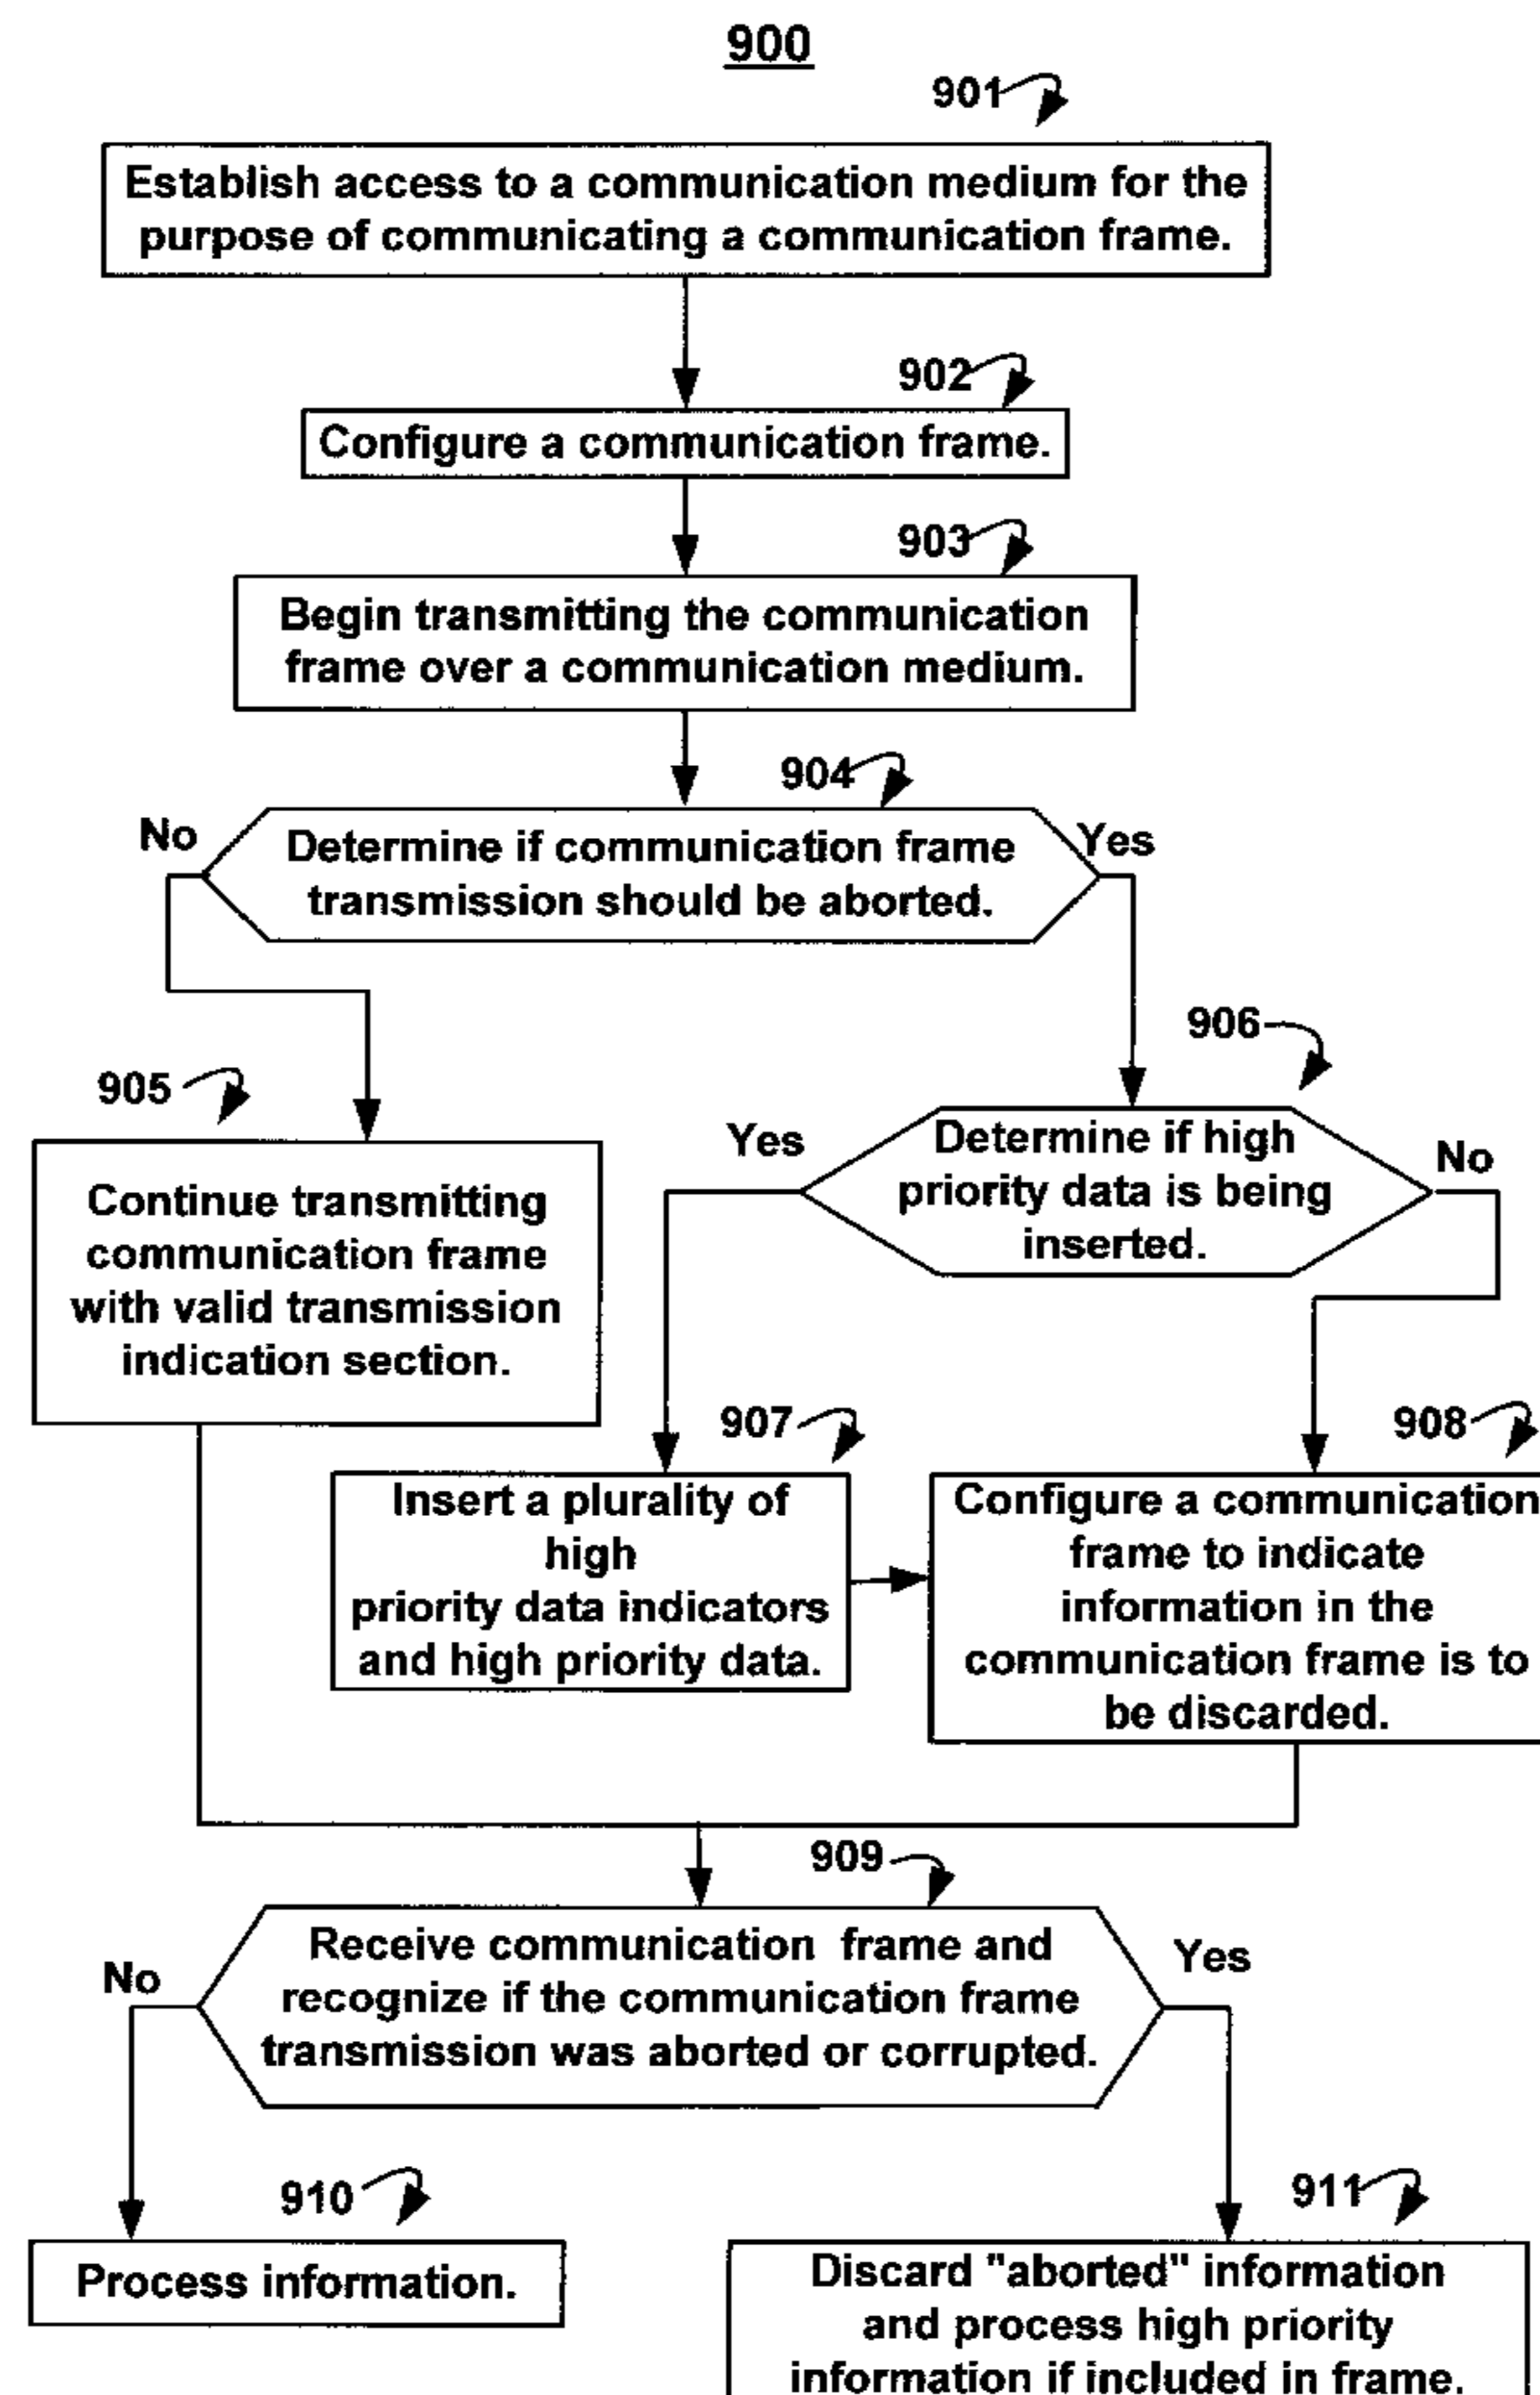 900
901
Establish access to a communication medium for the
purpose of communicating a communication frame.
902
Configure a communication frame.
903
Begin transmitting the communication
frame over a communication medium.
904
No
Determine if communication frame
transmission should be aborted.
Yes
905
Continue transmitting
communication frame
with valid transmission
indication section.
906
Yes
Determine if high
priority data is being
inserted.
No
907
Insert a plurality of
high
priority data indicators
and high priority data.
908
Configure a communication
frame to indicate
information in the
communication frame is to
be discarded.
909
No
Receive communication frame and
recognize if the communication frame
transmission was aborted or corrupted.
Yes
910
Process information.
911
Discard "aborted" information
and process high priority
information if included in frame.